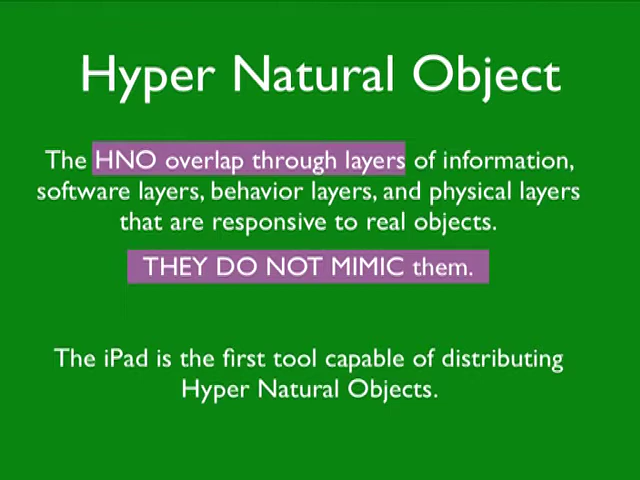 Hyper Natural Object
The HNO overlap through layers of information,
software layers, behavior layers, and physical layers
that are responsive to real objects.
THEY DO NOT MIMIC them.
The iPad is the first tool capable of distributing
Hyper Natural Objects.